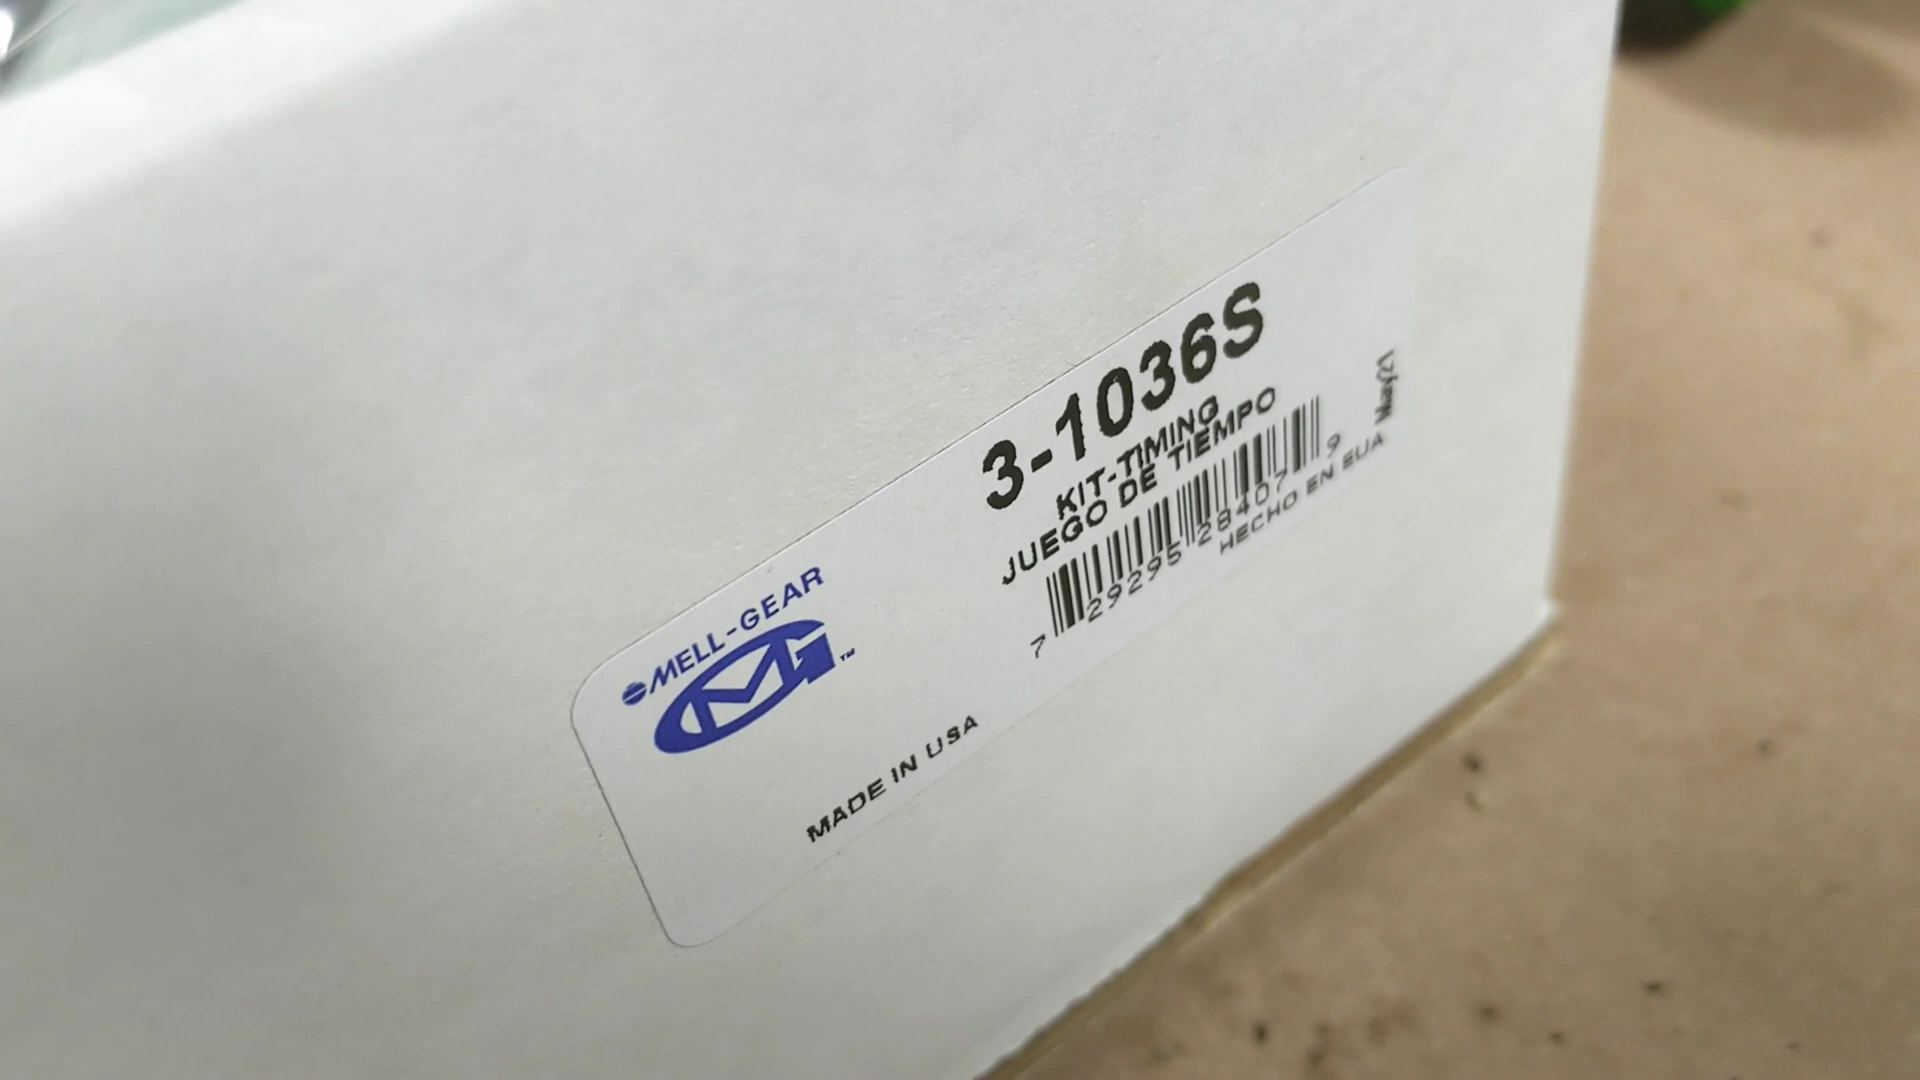 3-1036S
KIT-TIMING
JUEGO DE TIEMPO
7 29295 28407 9
HECHO EN EUA
May21
MELL-GEAR
MG™
MADE IN USA